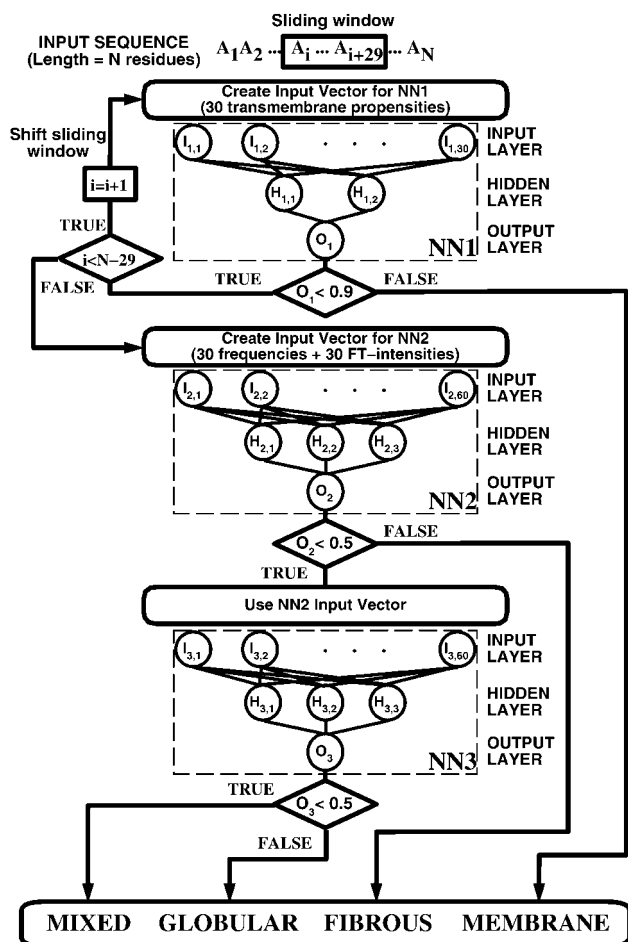 Sliding window
INPUT SEQUENCE
(Length = N residues)
A1A2 ... Ai ... Ai+29 ... AN
Create Input Vector for NN1
(30 transmembrane propensities)
Shift sliding
window
I1,1 I1,2 . . . I1,30
INPUT
LAYER
i=i+1
H1,1 H1,2
HIDDEN
LAYER
TRUE
O1
OUTPUT
LAYER
NN1
i<N−29
FALSE
TRUE
O1 < 0.9
FALSE
Create Input Vector for NN2
(30 frequencies + 30 FT−intensities)
I2,1 I2,2 . . . I2,60
INPUT
LAYER
H2,1 H2,2 H2,3
HIDDEN
LAYER
O2
OUTPUT
LAYER
NN2
O2 < 0.5
FALSE
TRUE
Use NN2 Input Vector
I3,1 I3,2 . . . I3,60
INPUT
LAYER
H3,1 H3,2 H3,3
HIDDEN
LAYER
O3
OUTPUT
LAYER
NN3
TRUE
O3 < 0.5
FALSE
MIXED GLOBULAR FIBROUS MEMBRANE